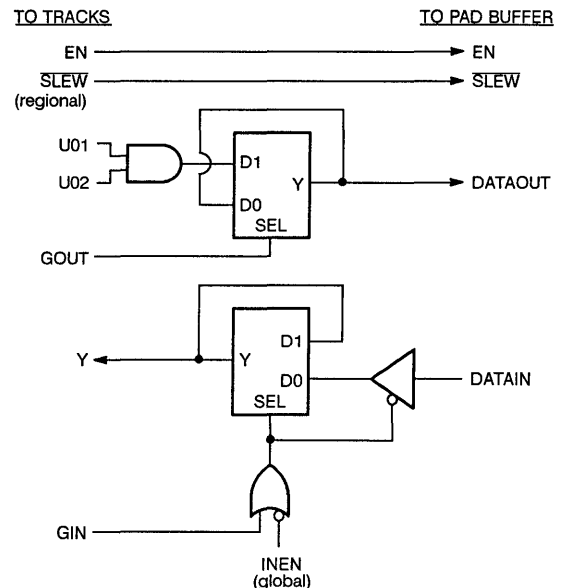 TO TRACKS
TO PAD BUFFER
EN
EN
SLEW
(regional)
SLEW
U01
U02
D1
Y
D0
SEL
DATAOUT
GOUT
Y
Y
D1
D0
SEL
DATAIN
GIN
INEN
(global)